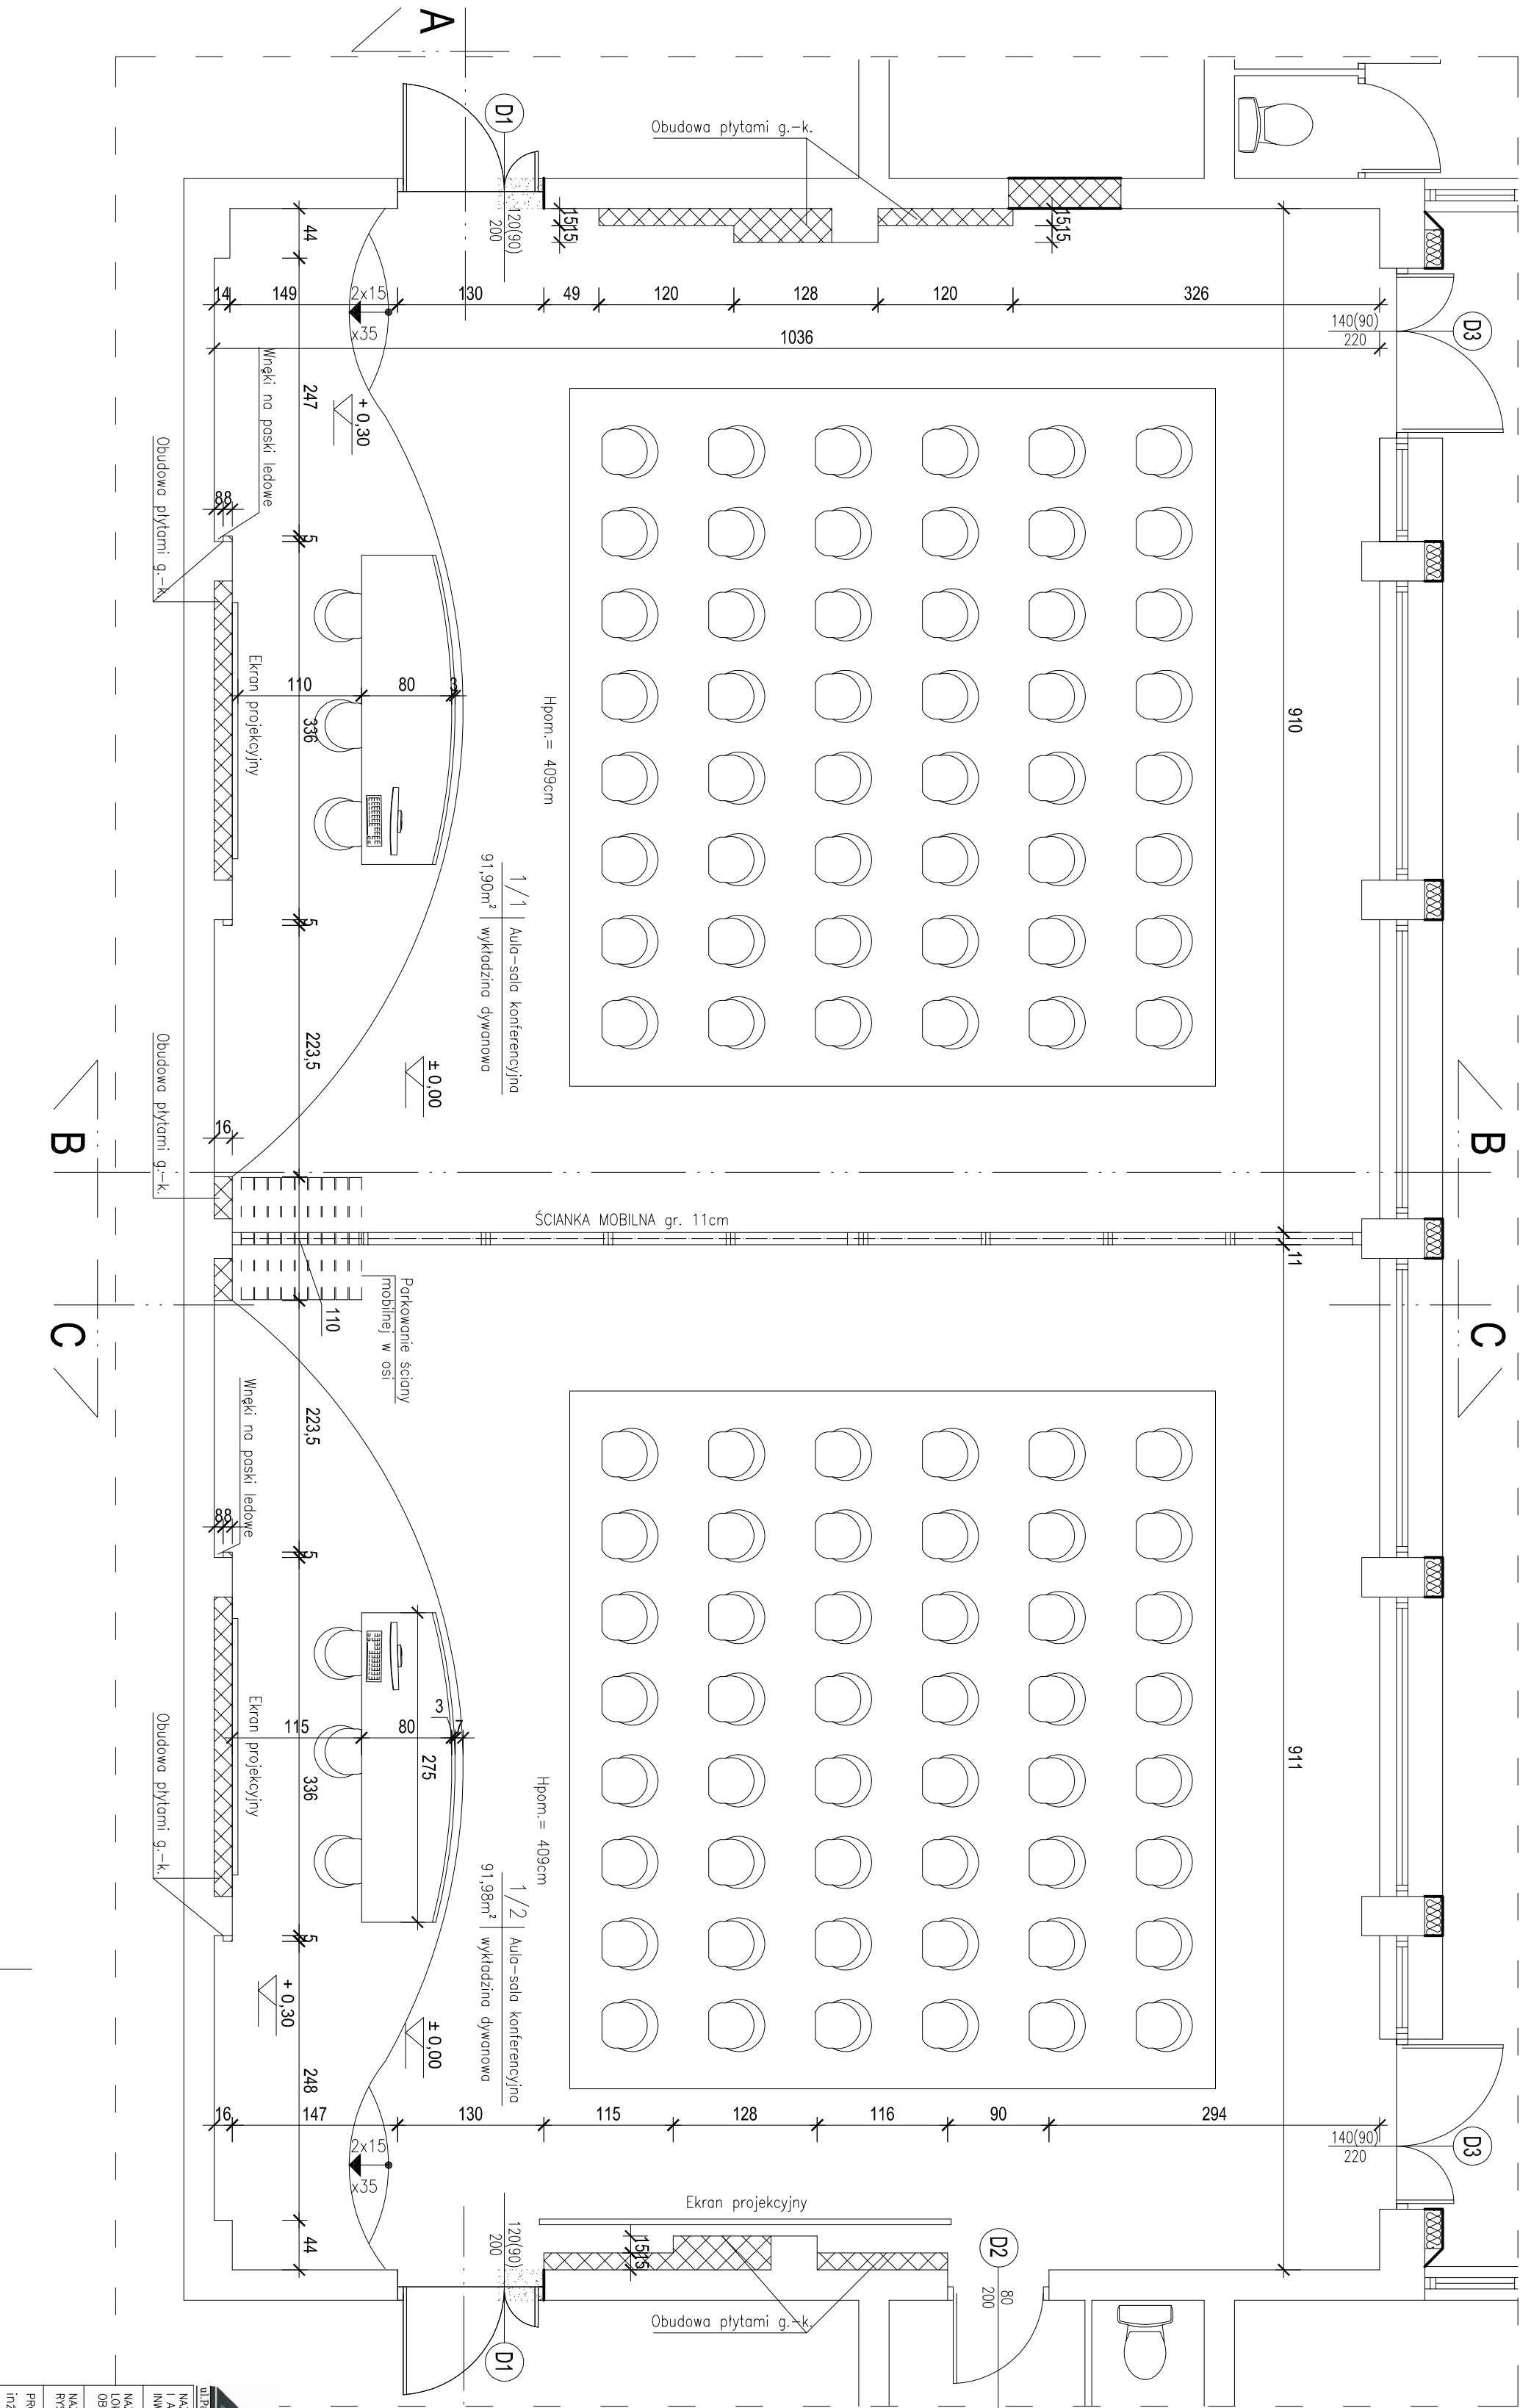 A
D1
120(90)
200
Obudowa płytami g.-k.
1515
1515
44
14
149
2x15
x35
130
49
120
128
120
326
1036
140(90)
220
D3
247
+ 0,30
Wnęki na paski ledowe
Obudowa płytami g.-k.
88
5
Ekran projekcyjny
110
80
3
336
Hpom.= 409cm
910
1/1
Aula-sala konferencyjna
91,90m²
wykładzina dywanowa
5
223,5
± 0,00
Obudowa płytami g.-k.
16
B
B
ŚCIANKA MOBILNA gr. 11cm
11
110
Parkowanie ściany
mobilnej w osi
C
C
223,5
Wnęki na paski ledowe
88
5
Ekran projekcyjny
115
80
3
7
275
336
Hpom.= 409cm
911
1/2
Aula-sala konferencyjna
91,98m²
wykładzina dywanowa
Obudowa płytami g.-k.
5
+ 0,30
± 0,00
248
16
147
130
115
128
116
90
294
2x15
x35
140(90)
220
D3
44
Ekran projekcyjny
120(90)
200
1515
D2
80
200
Obudowa płytami g.-k.
D1